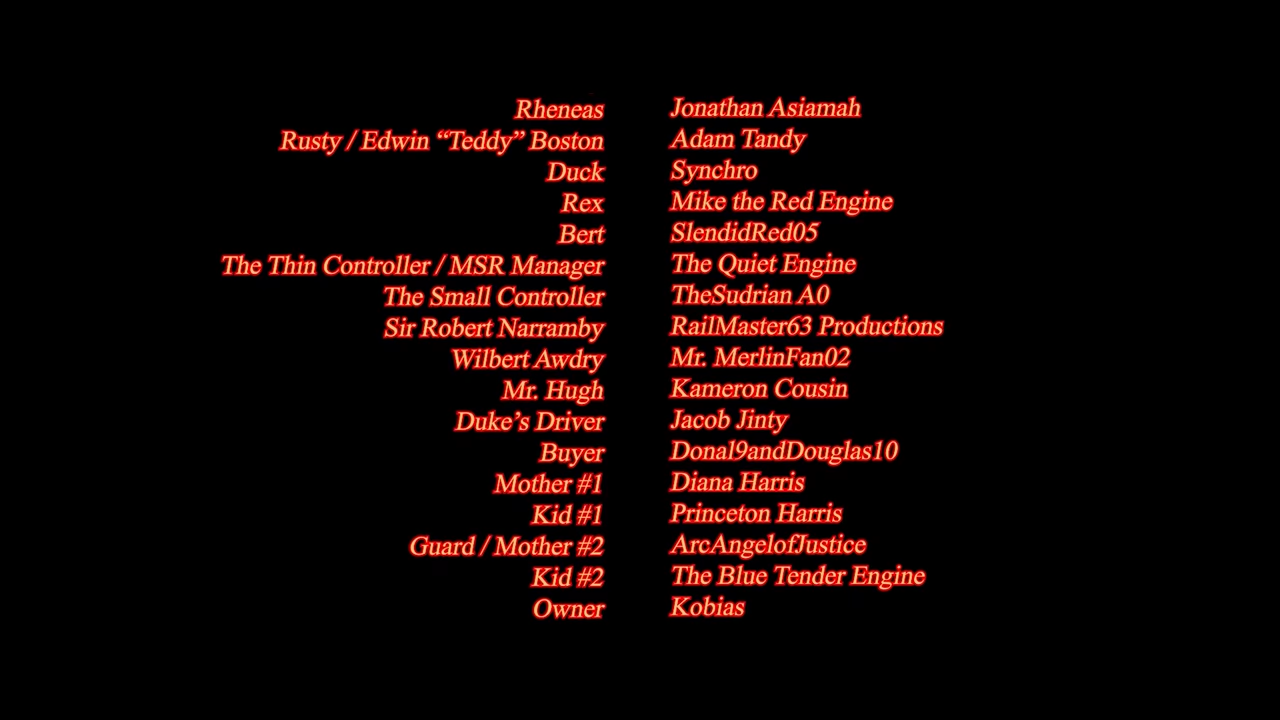 Rheneas Jonathan Asiamah
Rusty / Edwin “Teddy” Boston Adam Tandy
Duck Synchro
Rex Mike the Red Engine
Bert SlendidRed05
The Thin Controller / MSR Manager The Quiet Engine
The Small Controller TheSudrian A0
Sir Robert Narramby RailMaster63 Productions
Wilbert Awdry Mr. MerlinFan02
Mr. Hugh Kameron Cousin
Duke’s Driver Jacob Jinty
Buyer Donal9andDouglas10
Mother #1 Diana Harris
Kid #1 Princeton Harris
Guard / Mother #2 ArcAngelofJustice
Kid #2 The Blue Tender Engine
Owner Kobias